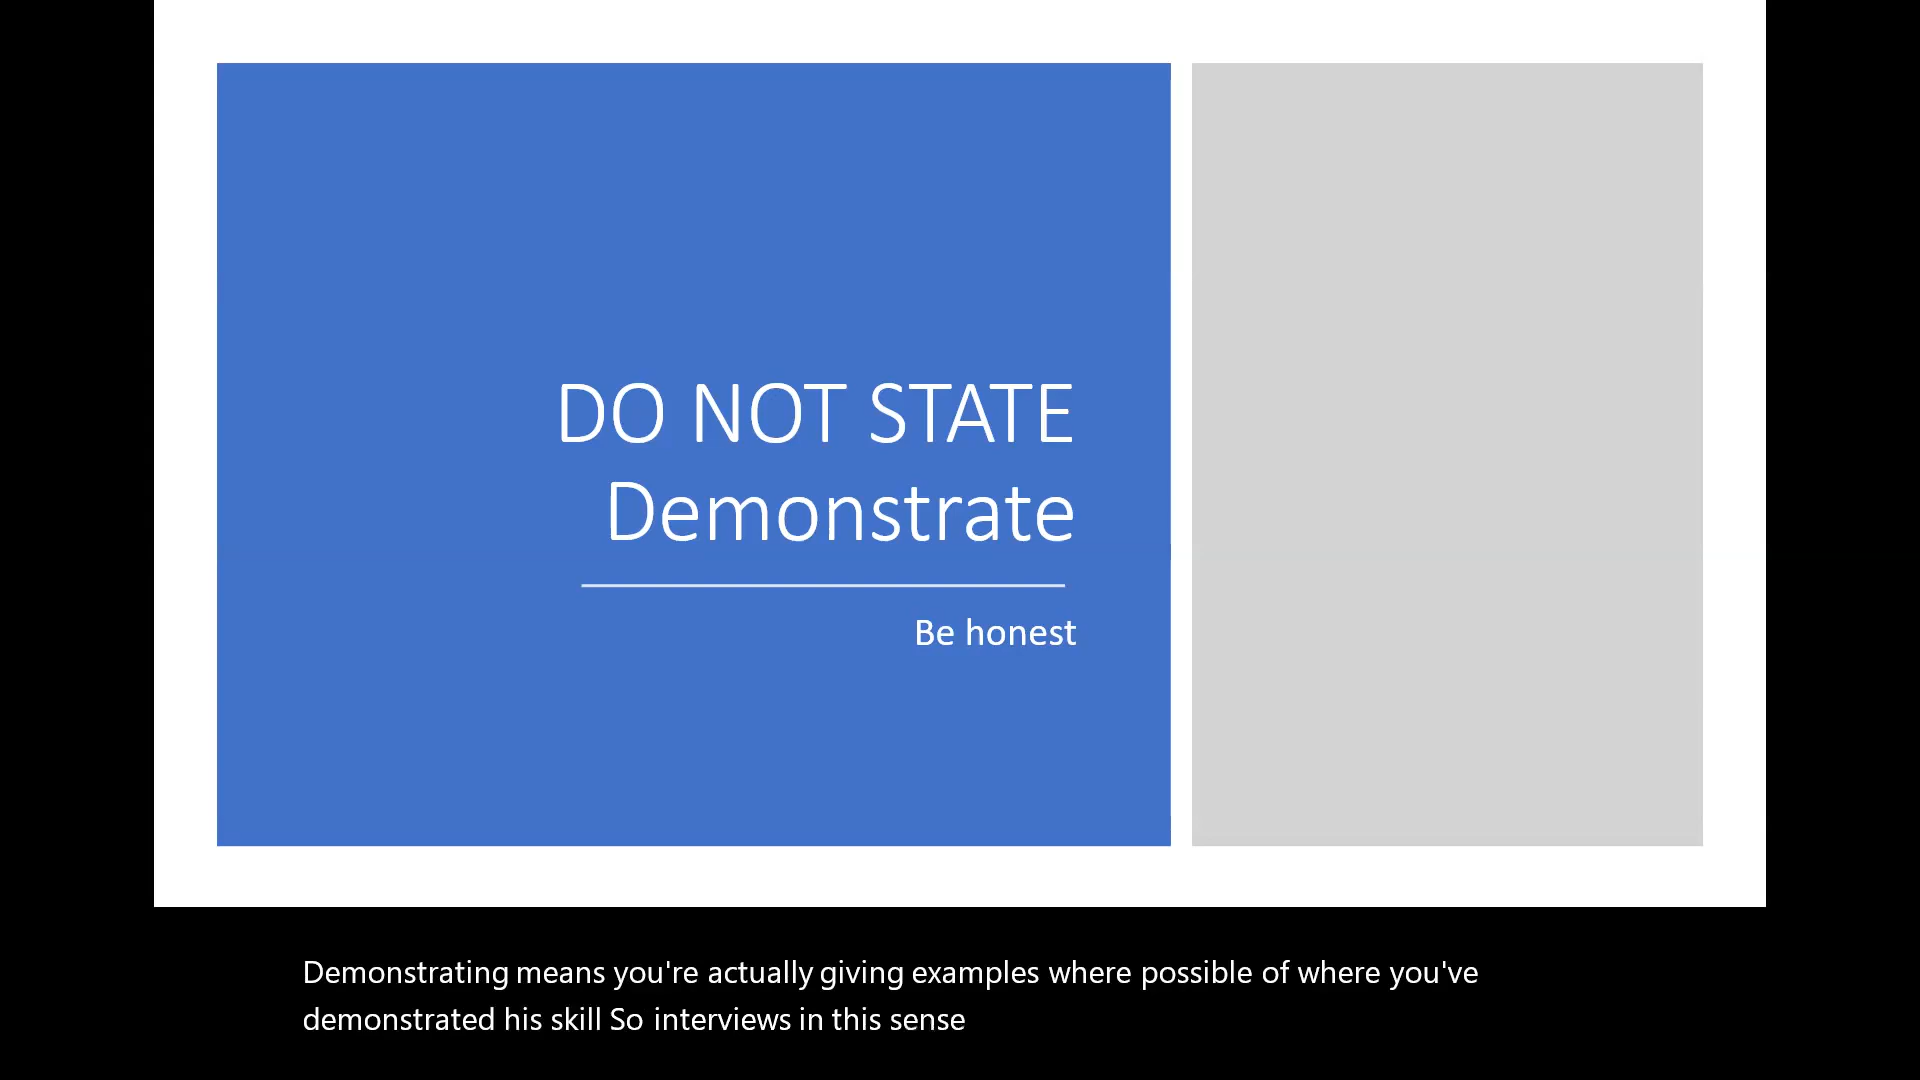 DO NOT STATE
Demonstrate
Be honest
Demonstrating means you're actually giving examples where possible of where you've
demonstrated his skill So interviews in this sense